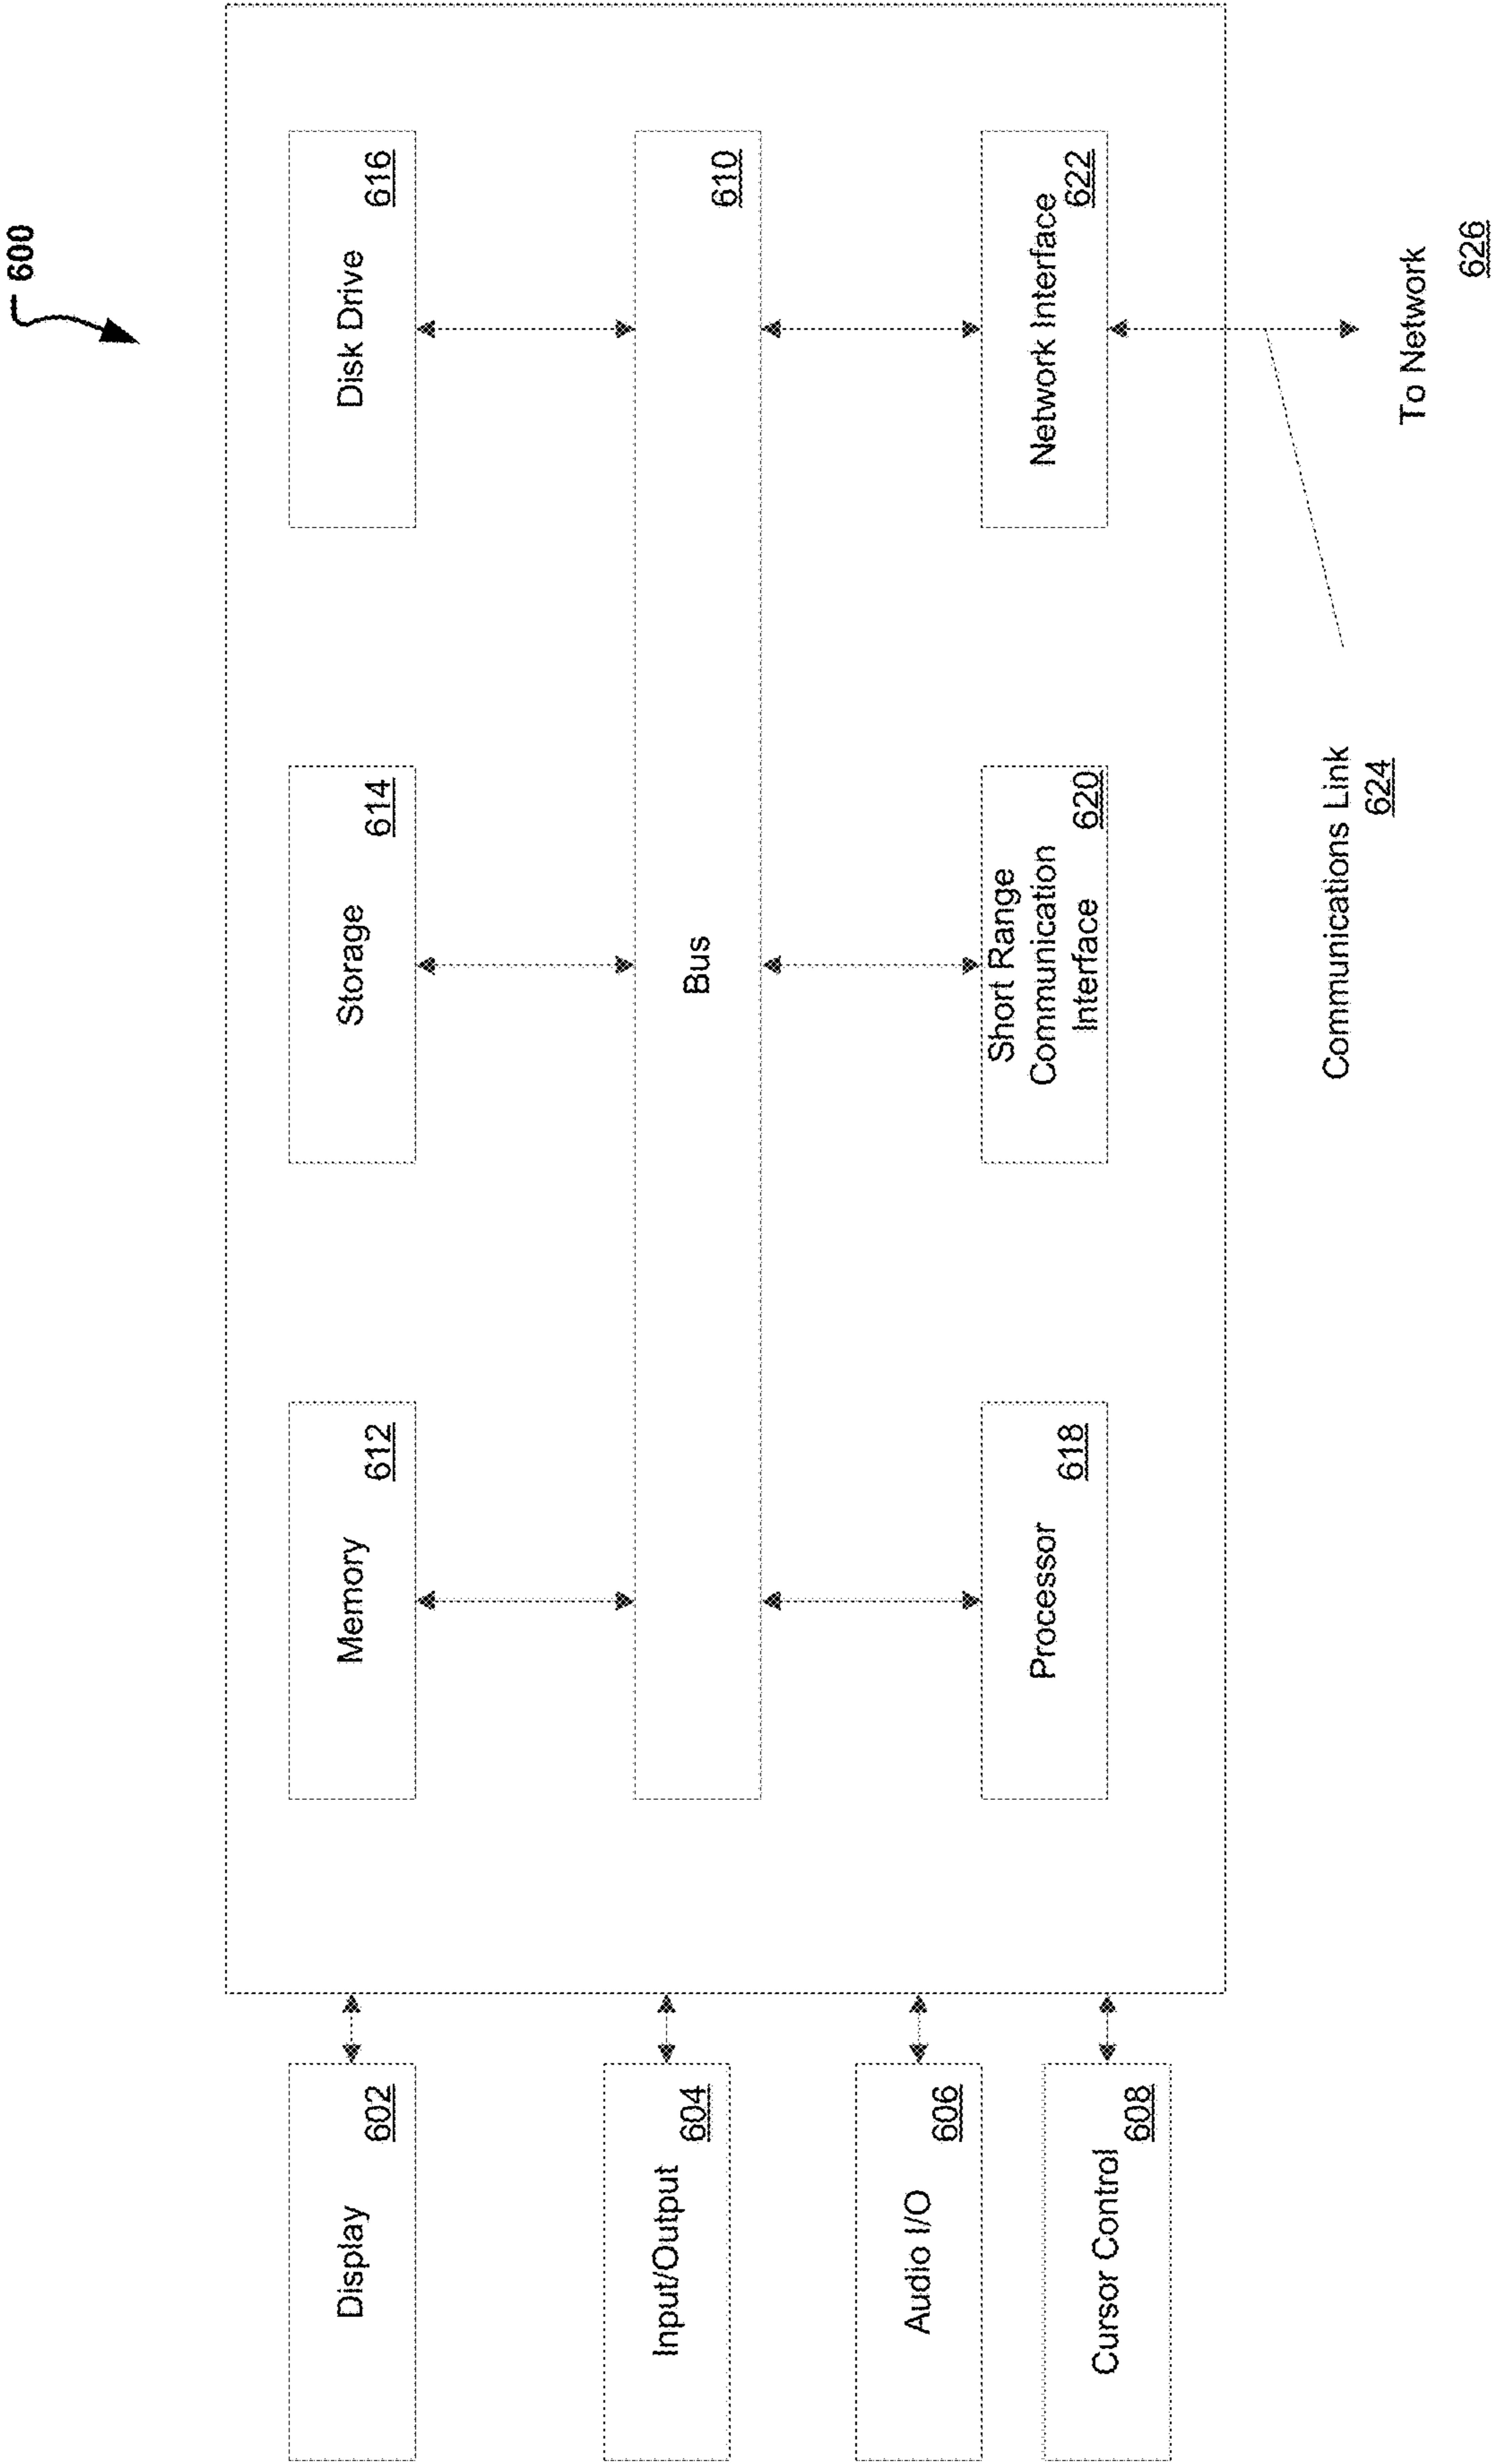 600
Display
602
Input/Output
604
Audio I/O
606
Cursor Control
608
Memory
612
Storage
614
Disk Drive
616
Bus
610
Processor
618
Short Range
Communication
Interface
620
Network Interface
622
Communications Link
624
To Network
626